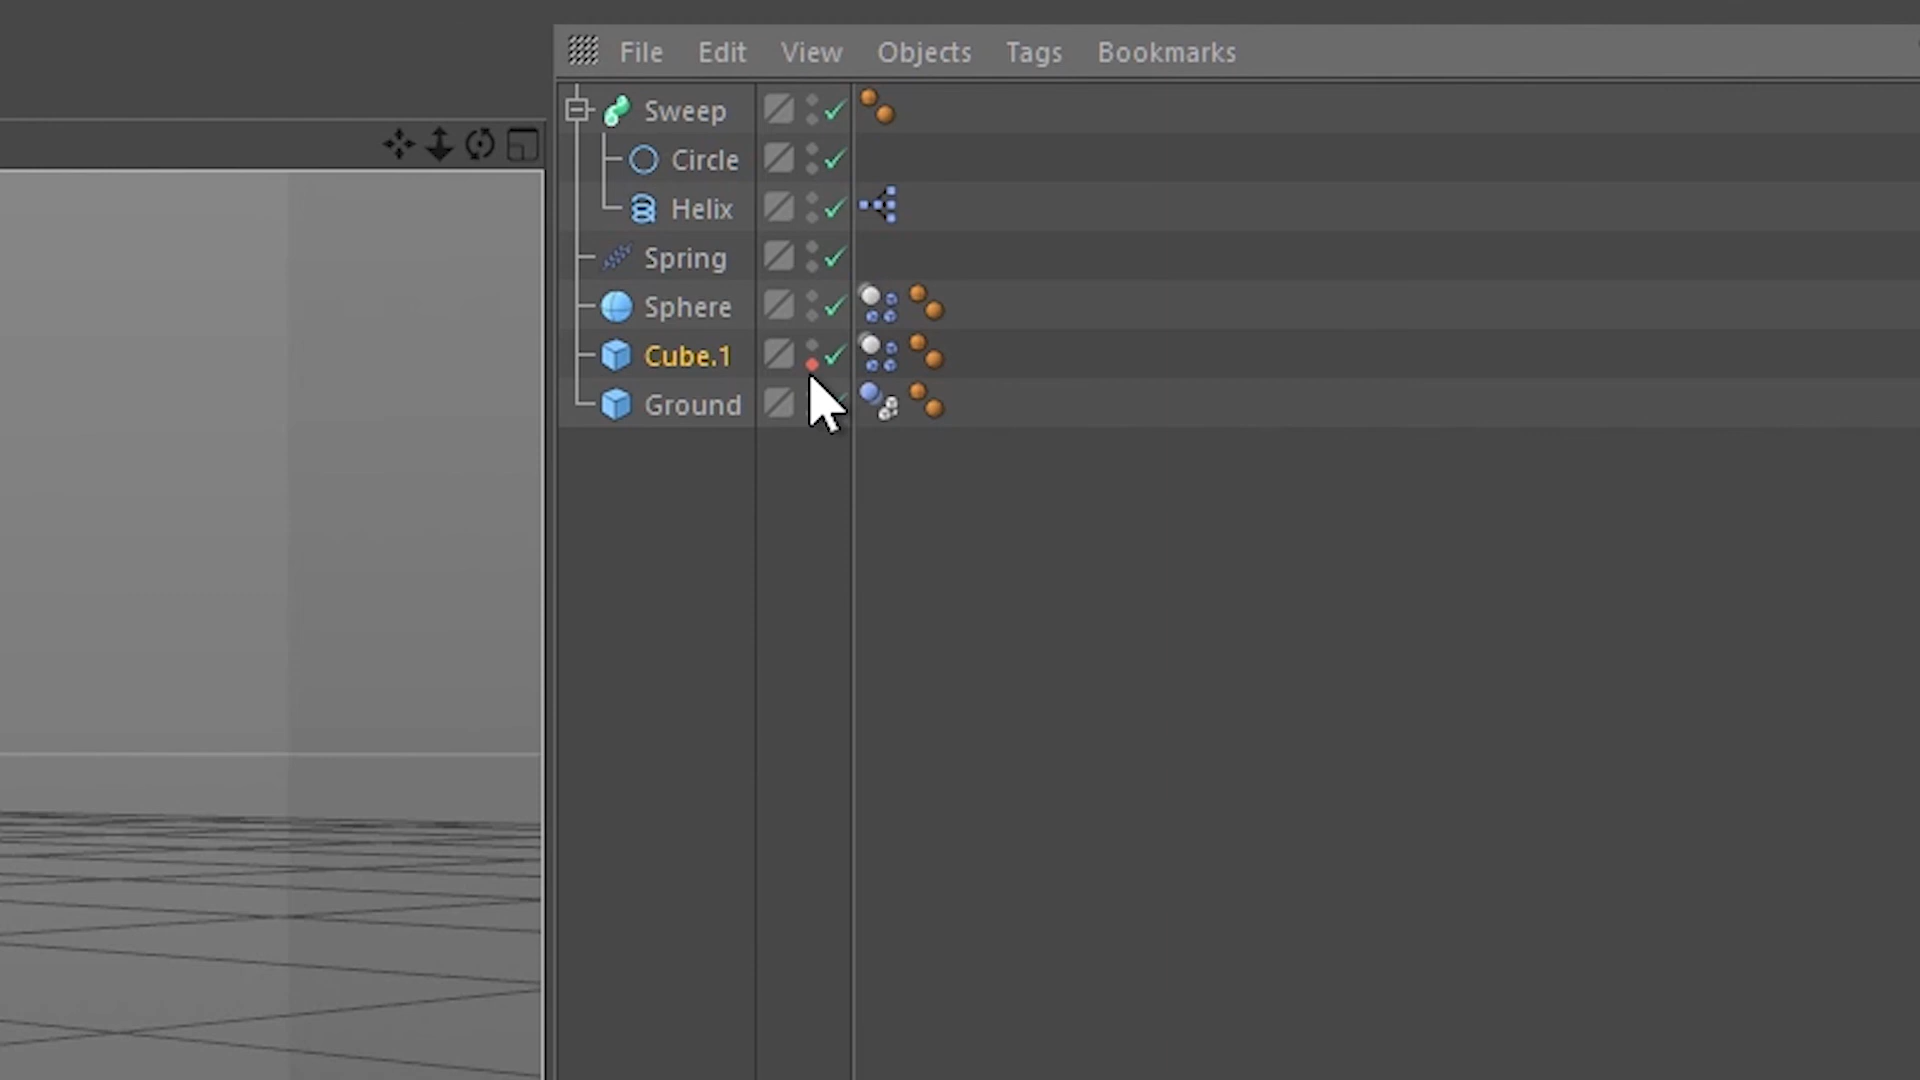 File Edit View Objects Tags Bookmarks
Sweep
Circle
Helix
Spring
Sphere
Cube.1
Ground